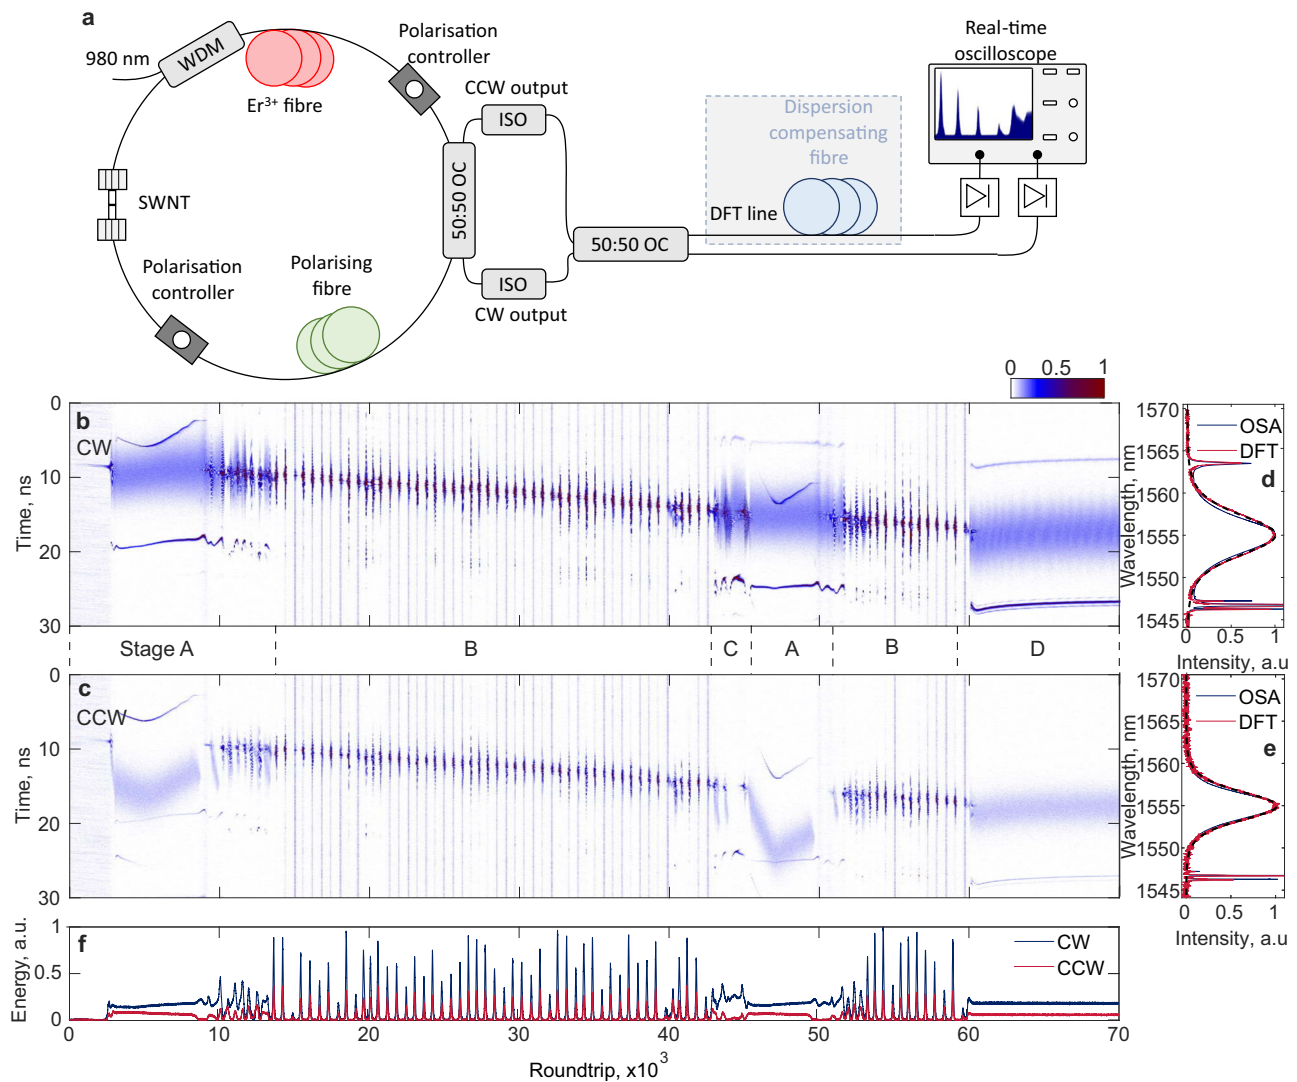 a
980 nm
WDM
Er³⁺ fibre
Polarisation
controller
CCW output
ISO
50:50 OC
SWNT
Polarisation
controller
Polarising
fibre
ISO
CW output
50:50 OC
Dispersion
compensating
fibre
DFT line
Real-time
oscilloscope
0 0.5 1
b
CW
0
10
20
30
Time, ns
Stage A B C A B D
c
CCW
0
10
20
30
Time, ns
1570
1565
1560
1555
1550
1545
Wavelength, nm
OSA
DFT
d
0 0.5 1
Intensity, a.u
1570
1565
1560
1555
1550
1545
Wavelength, nm
OSA
DFT
e
0 0.5 1
Intensity, a.u
f
1
0.5
0
Energy, a.u.
CW
CCW
0 10 20 30 40 50 60 70
Roundtrip, x10³